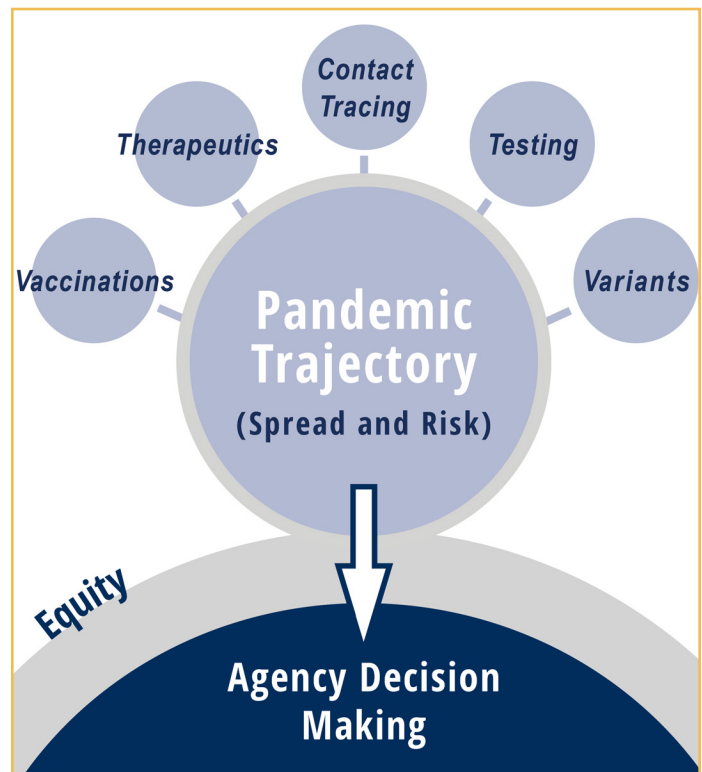 Contact
Tracing
Therapeutics
Testing
Vaccinations
Variants
Pandemic
Trajectory
(Spread and Risk)
Equity
Agency Decision
Making